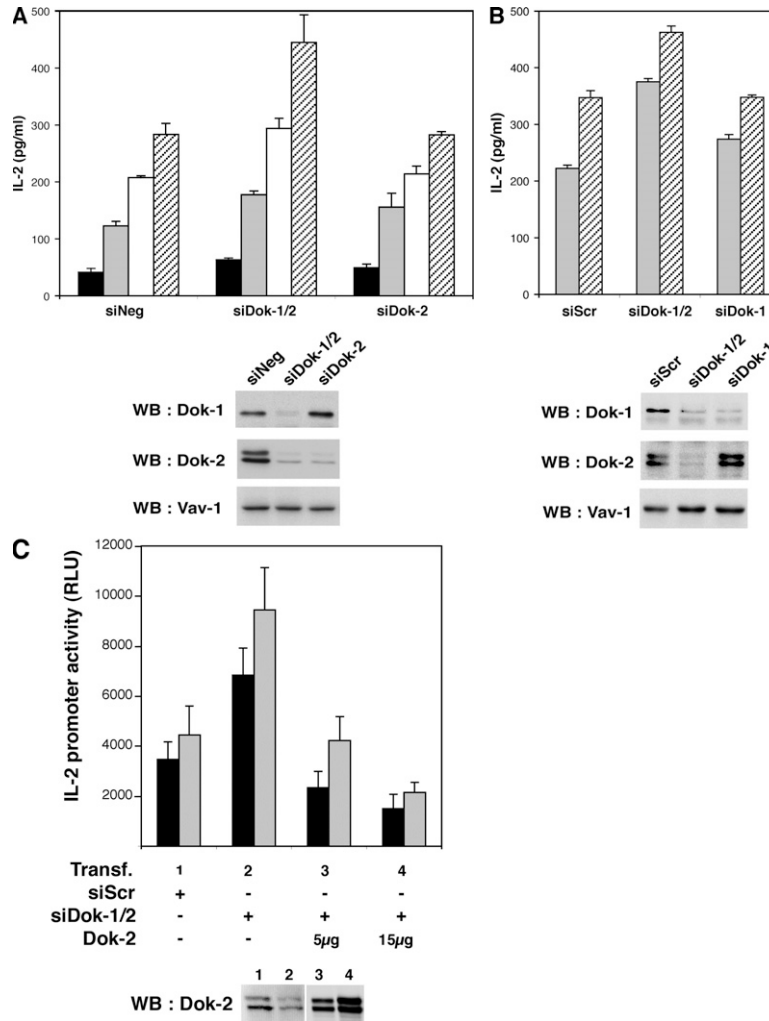 A
IL-2 (pg/ml)
500
400
300
200
100
0
siNeg siDok-1/2 siDok-2
siNeg siDok-1/2 siDok-2
WB : Dok-1
WB : Dok-2
WB : Vav-1
B
IL-2 (pg/ml)
500
400
300
200
100
0
siScr siDok-1/2 siDok-1
siScr siDok-1/2 siDok-1
WB : Dok-1
WB : Dok-2
WB : Vav-1
C
IL-2 promoter activity (RLU)
12000
10000
8000
6000
4000
2000
Transf. 1 2 3 4
siScr + - - -
siDok-1/2 - + + +
Dok-2 - - 5µg 15µg
1 2 3 4
WB : Dok-2